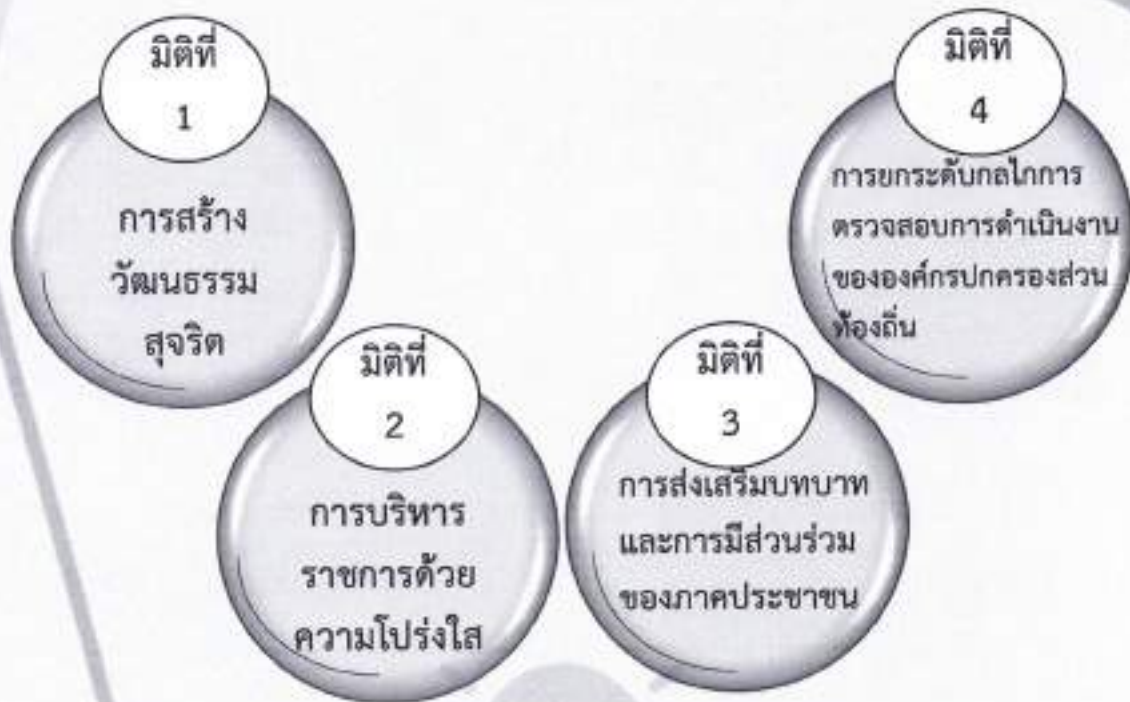 มิติที่
1
การสร้าง
วัฒนธรรม
สุจริต
มิติที่
2
การบริหาร
ราชการด้วย
ความโปร่งใส
มิติที่
3
การส่งเสริมบทบาท
และการมีส่วนร่วม
ของภาคประชาชน
มิติที่
4
การยกระดับกลไกการ
ตรวจสอบการดำเนินงาน
ขององค์กรปกครองส่วน
ท้องถิ่น